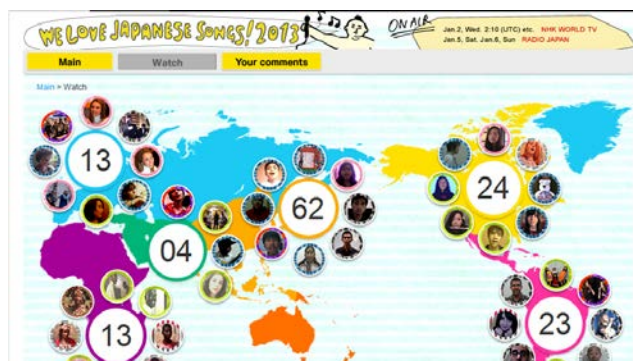 WE LOVE JAPANESE SONGS! 2013
ON AIR
Jan.2, Wed. 2:10 (UTC) etc. NHK WORLD TV
Jan.5, Sat. Jan.6, Sun RADIO JAPAN
Main
Watch
Your comments
Main > Watch
13
24
62
04
13
23